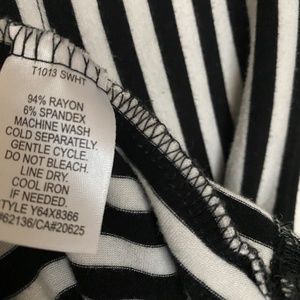 T1013 SWHT
94% RAYON
6% SPANDEX
MACHINE WASH
COLD SEPARATELY.
GENTLE CYCLE.
DO NOT BLEACH.
LINE DRY.
COOL IRON
IF NEEDED.
STYLE Y64X8366
#62136/CA#20625